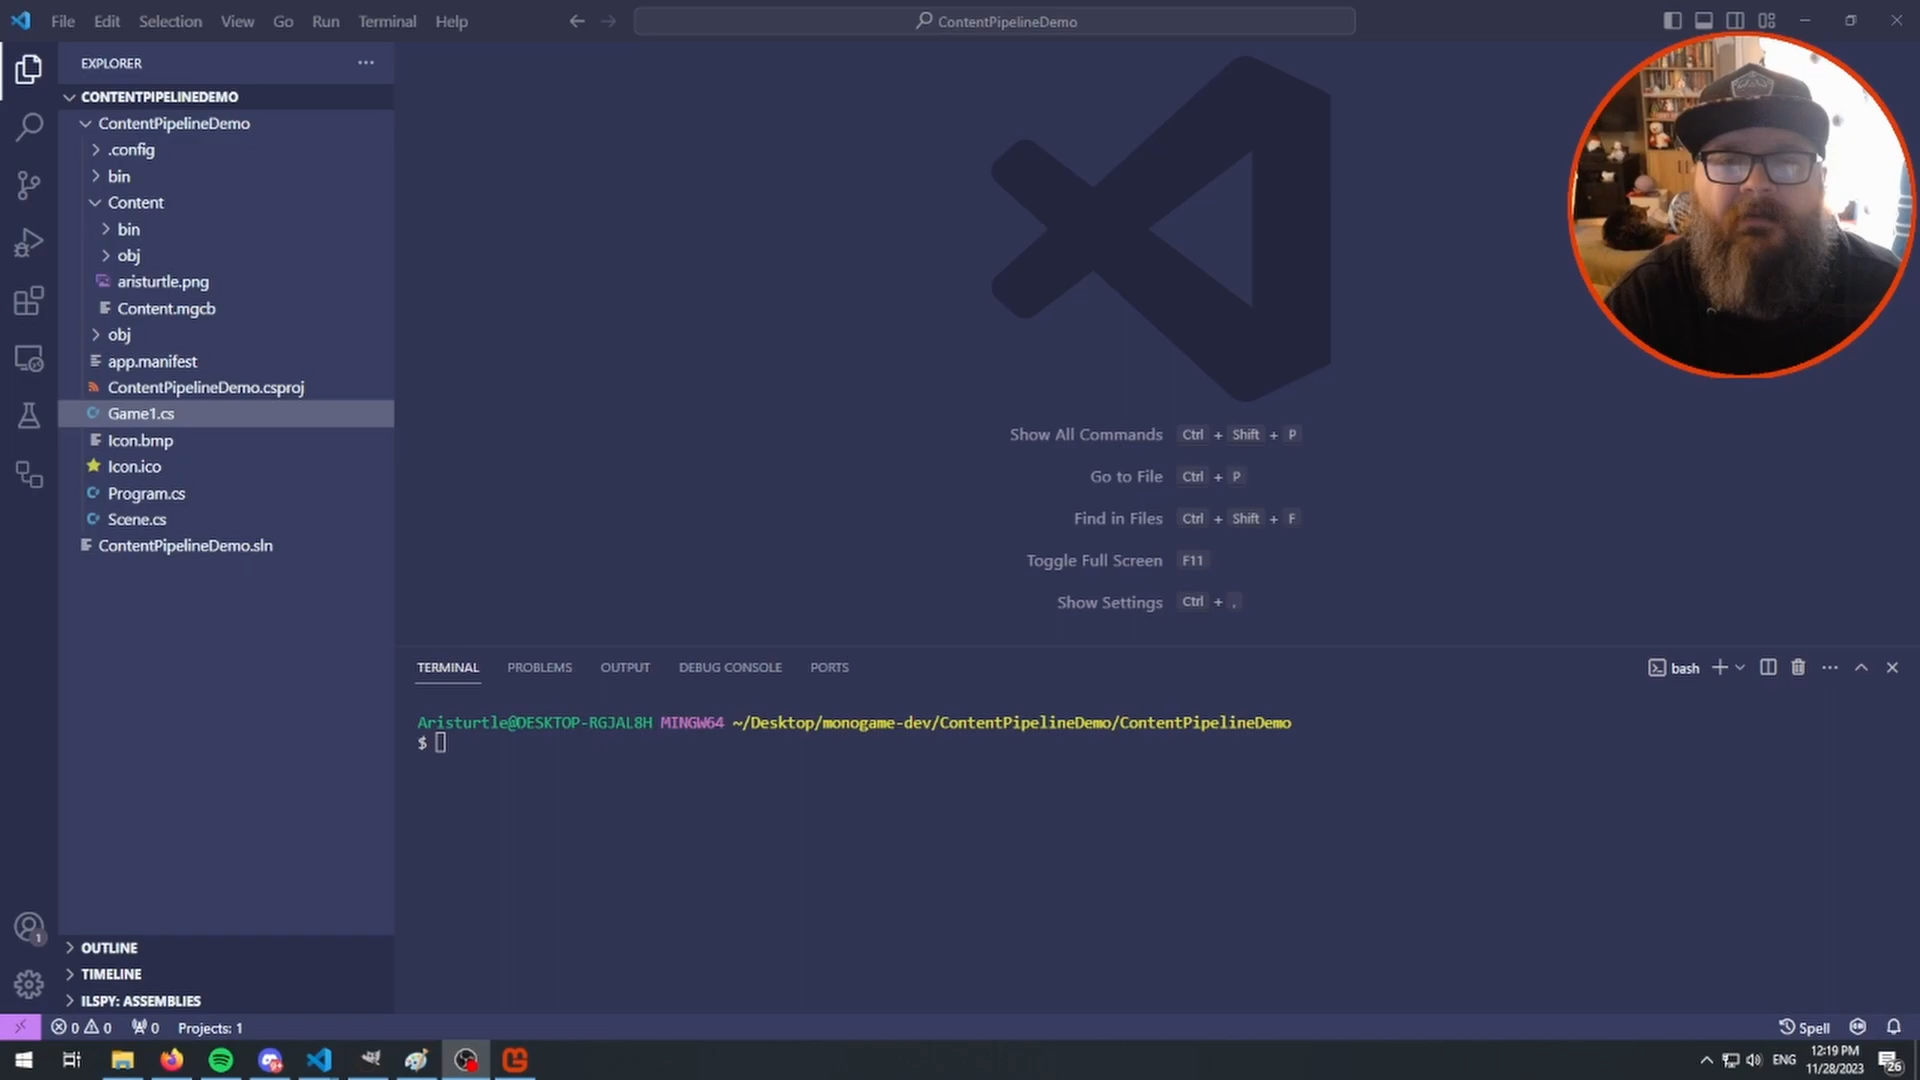 File Edit Selection View Go Run Terminal Help
ContentPipelineDemo
EXPLORER
CONTENTPIPELINEDEMO
ContentPipelineDemo
.config
bin
Content
bin
obj
aristurtle.png
Content.mgcb
obj
app.manifest
ContentPipelineDemo.csproj
Game1.cs
Icon.bmp
Icon.ico
Program.cs
Scene.cs
ContentPipelineDemo.sln
Show All Commands Ctrl + Shift + P
Go to File Ctrl + P
Find in Files Ctrl + Shift + F
Toggle Full Screen F11
Show Settings Ctrl + ,
TERMINAL PROBLEMS OUTPUT DEBUG CONSOLE PORTS
bash
Aristurtle@DESKTOP-RGJAL8H MINGW64 ~/Desktop/monogame-dev/ContentPipelineDemo/ContentPipelineDemo
$
1
OUTLINE
TIMELINE
ILSPY: ASSEMBLIES
0 0 0 Projects: 1
Spell
ENG
12:19 PM
11/28/2023
26